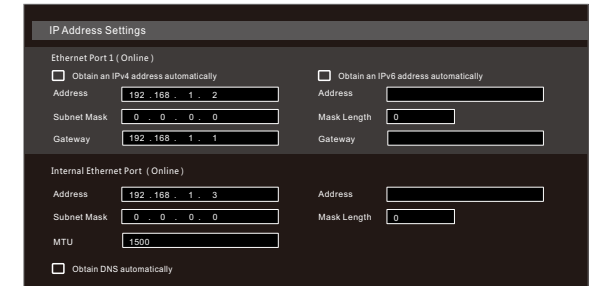 IP Address Settings
Ethernet Port 1 ( Online )
Obtain an IPv4 address automatically
Obtain an IPv6 address automatically
Address 192 . 168 . 1 . 2
Address
Subnet Mask 0 . 0 . 0 . 0
Mask Length 0
Gateway 192 . 168 . 1 . 1
Gateway
Internal Ethernet Port ( Online )
Address 192 . 168 . 1 . 3
Address
Subnet Mask 0 . 0 . 0 . 0
Mask Length 0
MTU 1500
Obtain DNS automatically